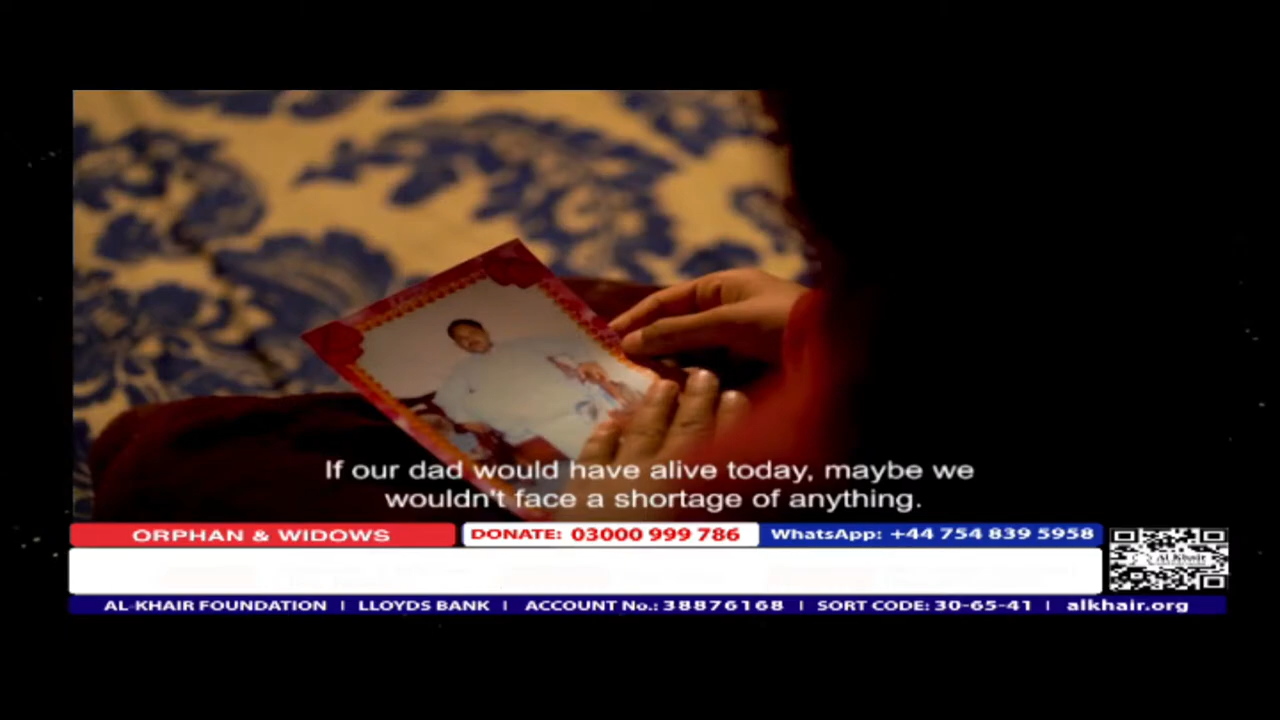 If our dad would have alive today, maybe we
wouldn't face a shortage of anything.
ORPHAN & WIDOWS
DONATE: 03000 999 786
WhatsApp: +44 754 839 5958
Al Khair
AL-KHAIR FOUNDATION | LLOYDS BANK | ACCOUNT No.: 38876168 | SORT CODE: 30-65-41 | alkhair.org